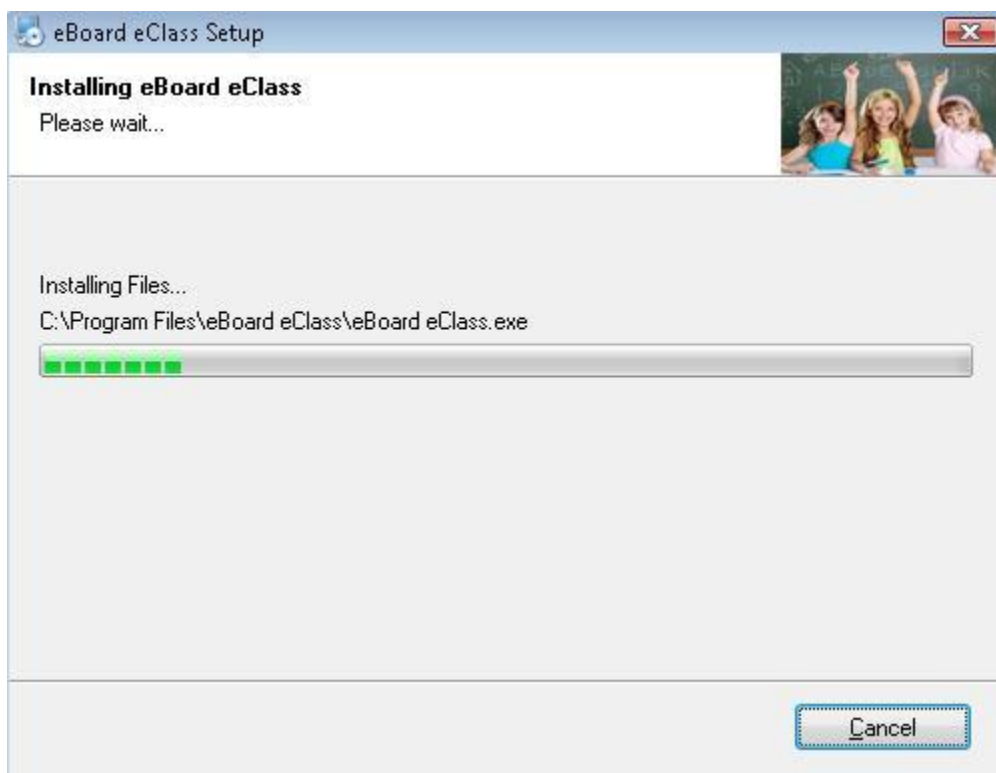 eBoard eClass Setup
Installing eBoard eClass
Please wait...
Installing Files...
C:\Program Files\eBoard eClass\eBoard eClass.exe
Cancel